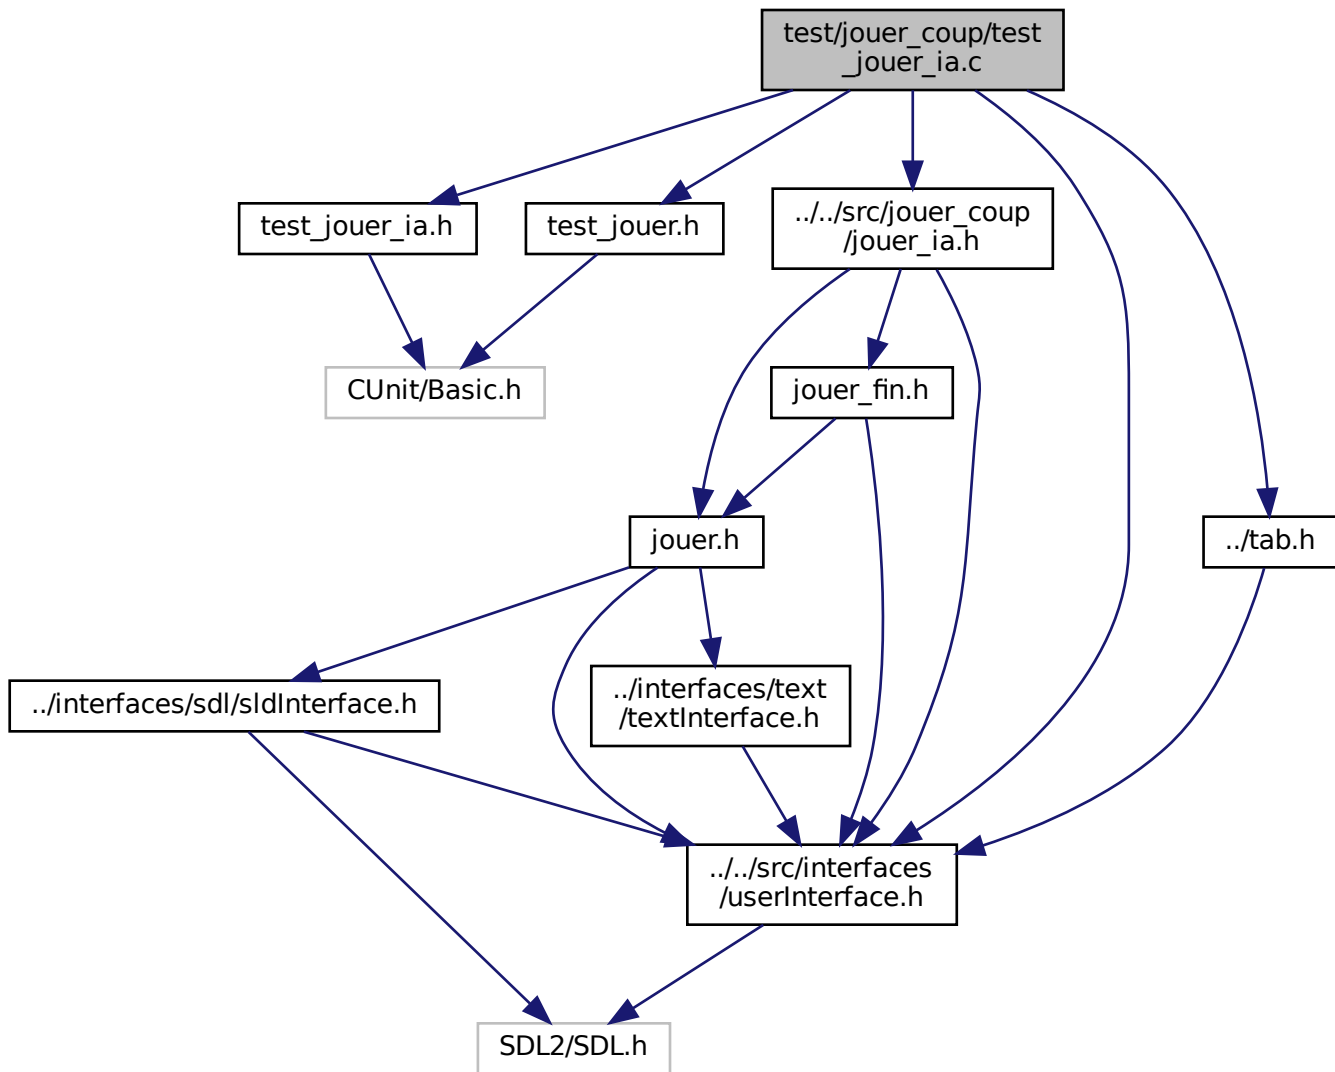 test/jouer_coup/test
_jouer_ia.c
test_jouer_ia.h
test_jouer.h
../../src/jouer_coup
/jouer_ia.h
CUnit/Basic.h
jouer_fin.h
jouer.h
../tab.h
../interfaces/sdl/sldInterface.h
../interfaces/text
/textInterface.h
../../src/interfaces
/userInterface.h
SDL2/SDL.h